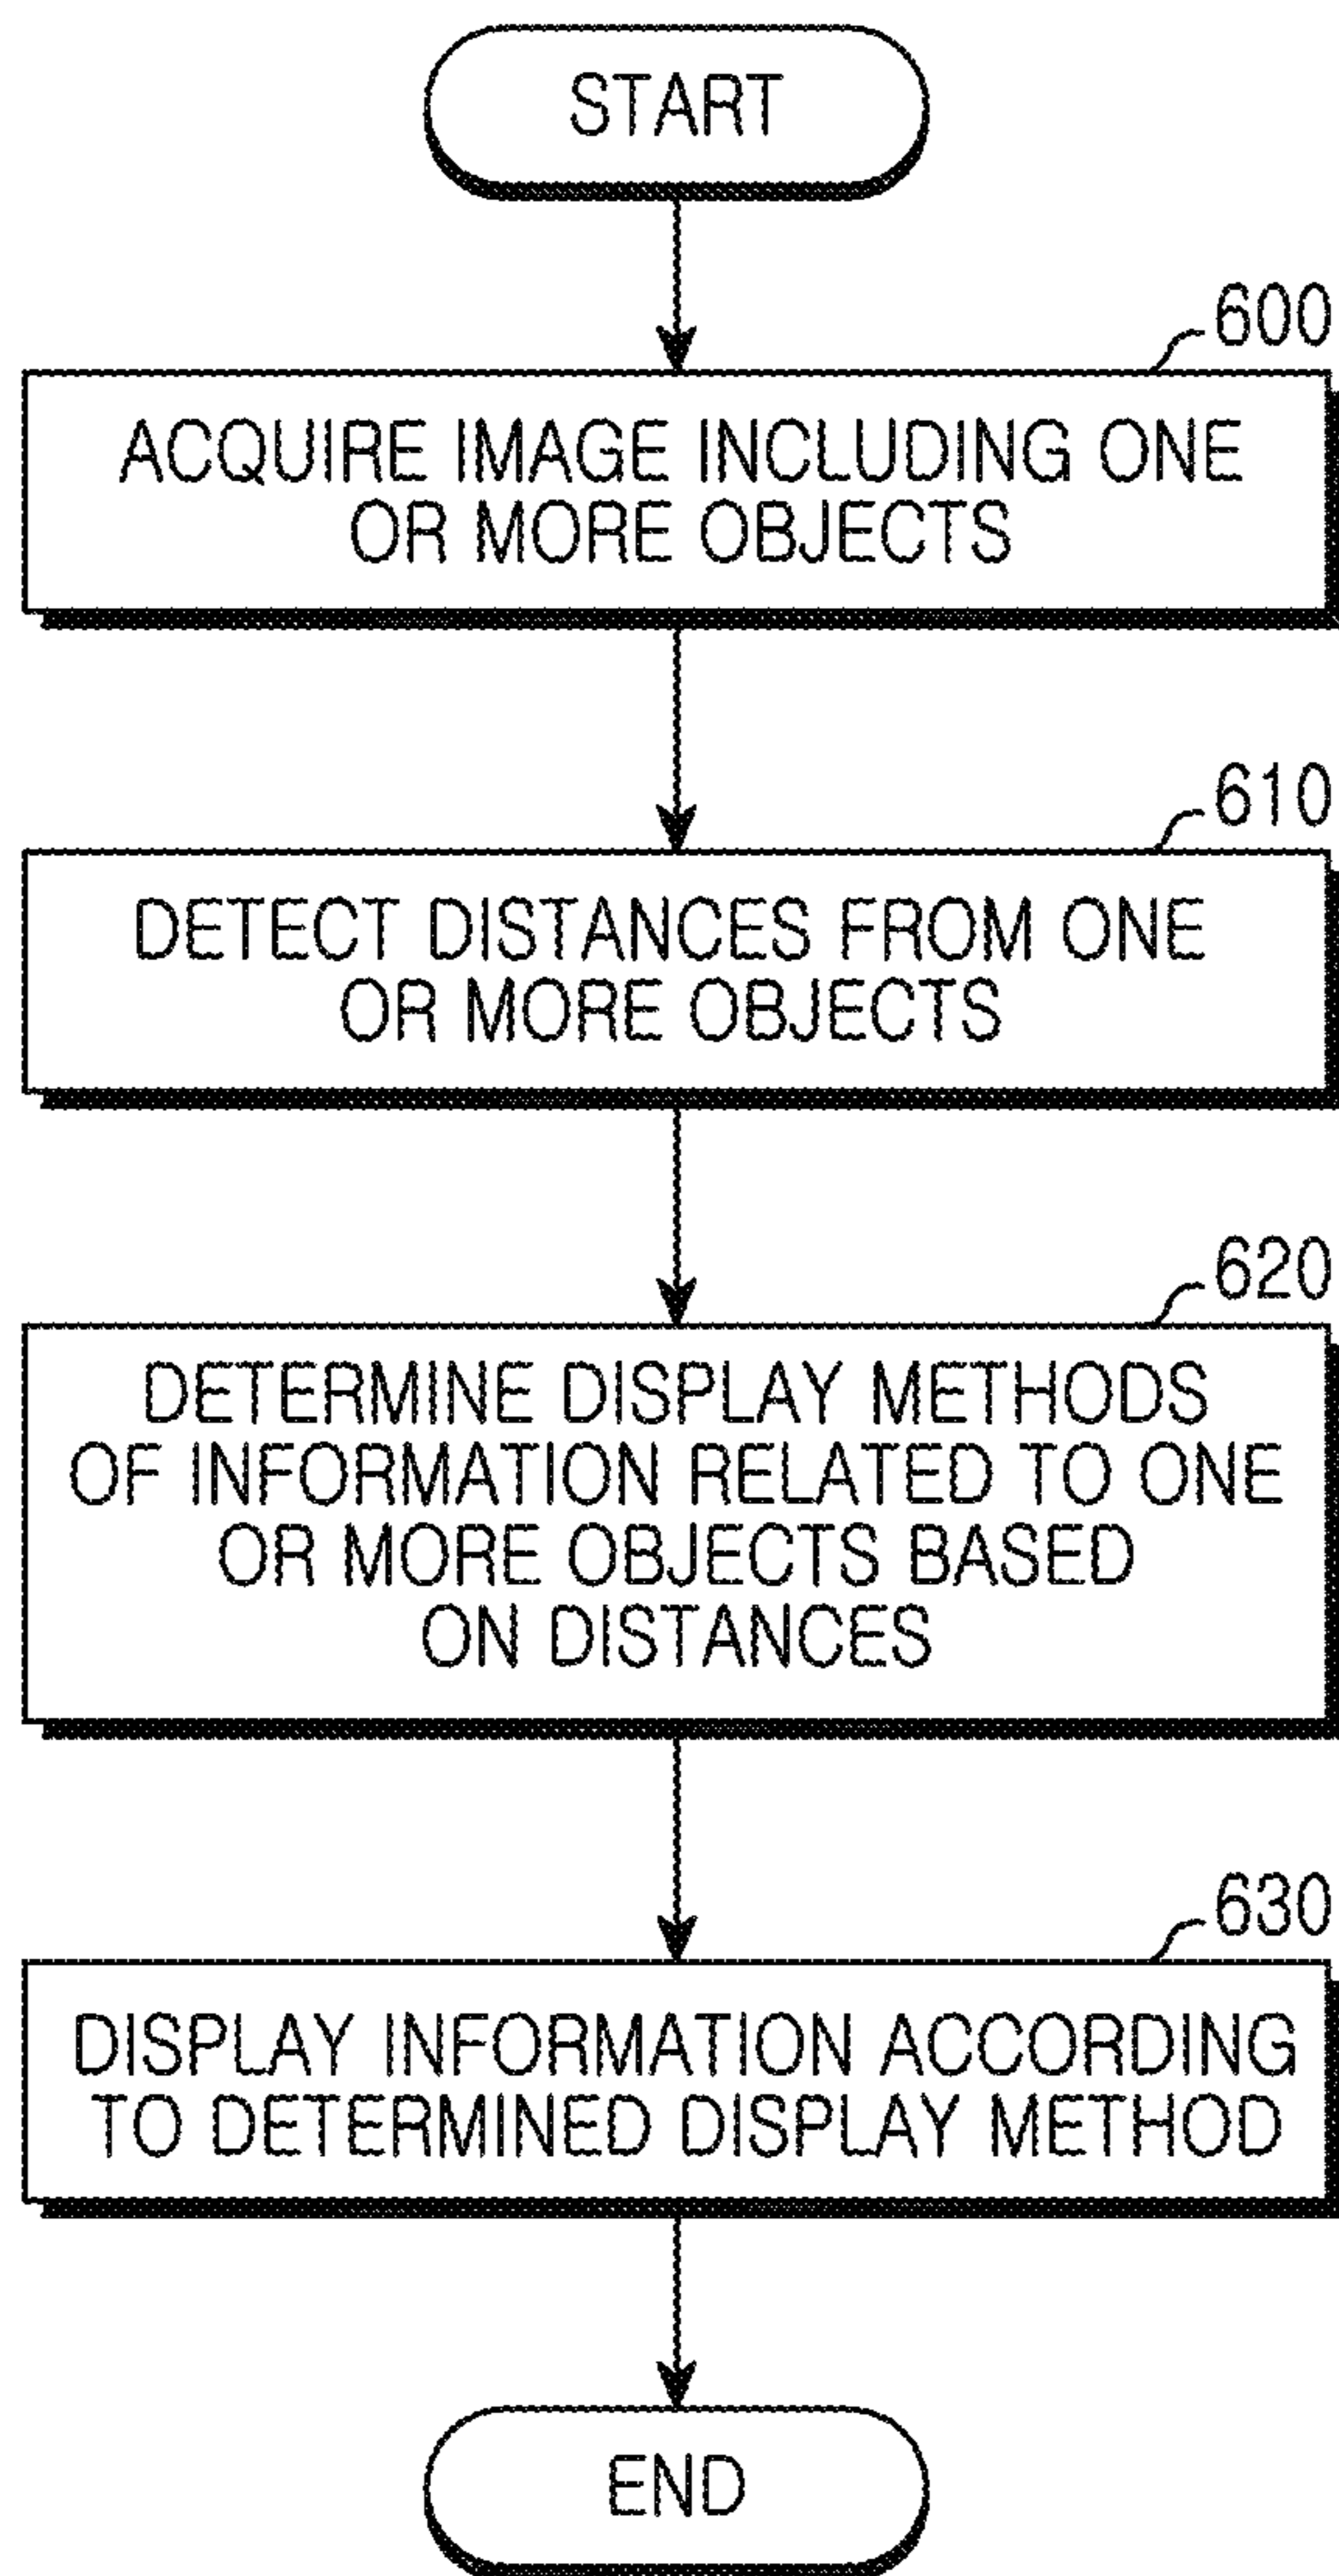 START
600
ACQUIRE IMAGE INCLUDING ONE
OR MORE OBJECTS
610
DETECT DISTANCES FROM ONE
OR MORE OBJECTS
620
DETERMINE DISPLAY METHODS
OF INFORMATION RELATED TO ONE
OR MORE OBJECTS BASED
ON DISTANCES
630
DISPLAY INFORMATION ACCORDING
TO DETERMINED DISPLAY METHOD
END